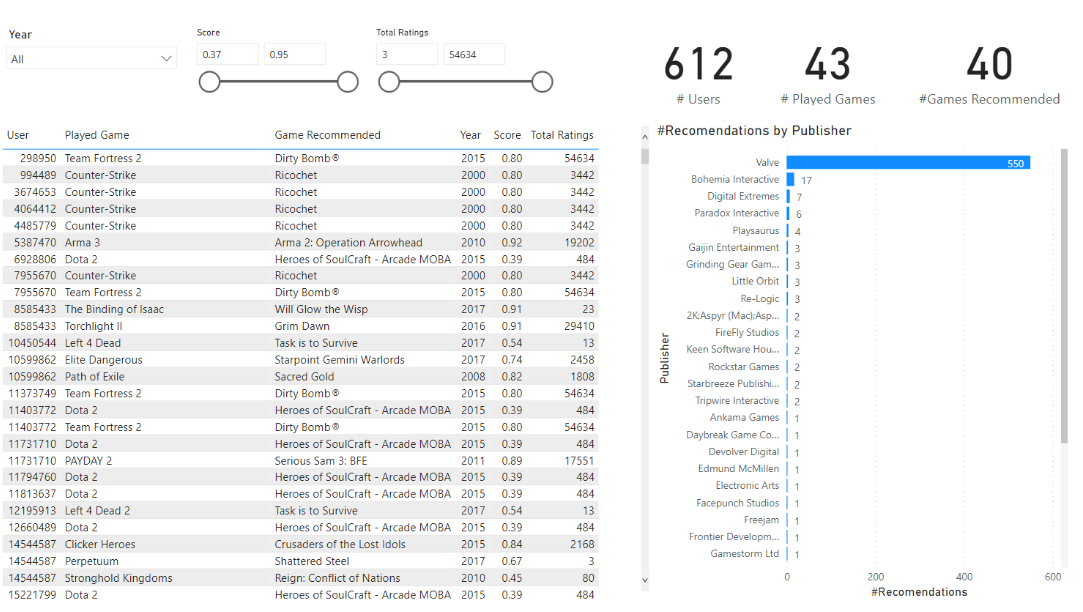 Year
All
Score
0.37 0.95
Total Ratings
3 54634
612
# Users
43
# Played Games
40
#Games Recommended
User Played Game Game Recommended Year Score Total Ratings
298950 Team Fortress 2 Dirty Bomb® 2015 0.80 54634
994489 Counter-Strike Ricochet 2000 0.80 3442
3674653 Counter-Strike Ricochet 2000 0.80 3442
4064412 Counter-Strike Ricochet 2000 0.80 3442
4485779 Counter-Strike Ricochet 2000 0.80 3442
5387470 Arma 3 Arma 2: Operation Arrowhead 2010 0.92 19202
6928806 Dota 2 Heroes of SoulCraft - Arcade MOBA 2015 0.39 484
7955670 Counter-Strike Ricochet 2000 0.80 3442
7955670 Team Fortress 2 Dirty Bomb® 2015 0.80 54634
8585433 The Binding of Isaac Will Glow the Wisp 2017 0.91 23
8585433 Torchlight II Grim Dawn 2016 0.91 29410
10450544 Left 4 Dead Task is to Survive 2017 0.54 13
10599862 Elite Dangerous Starpoint Gemini Warlords 2017 0.74 2458
10599862 Path of Exile Sacred Gold 2008 0.82 1808
11373749 Team Fortress 2 Dirty Bomb® 2015 0.80 54634
11403772 Dota 2 Heroes of SoulCraft - Arcade MOBA 2015 0.39 484
11403772 Team Fortress 2 Dirty Bomb® 2015 0.80 54634
11731710 Dota 2 Heroes of SoulCraft - Arcade MOBA 2015 0.39 484
11731710 PAYDAY 2 Serious Sam 3: BFE 2011 0.89 17551
11794760 Dota 2 Heroes of SoulCraft - Arcade MOBA 2015 0.39 484
11813637 Dota 2 Heroes of SoulCraft - Arcade MOBA 2015 0.39 484
12195913 Left 4 Dead 2 Task is to Survive 2017 0.54 13
12660489 Dota 2 Heroes of SoulCraft - Arcade MOBA 2015 0.39 484
14544587 Clicker Heroes Crusaders of the Lost Idols 2015 0.84 2168
14544587 Perpetuum Shattered Steel 2017 0.67 3
14544587 Stronghold Kingdoms Reign: Conflict of Nations 2010 0.45 80
15221799 Dota 2 Heroes of SoulCraft - Arcade MOBA 2015 0.39 484
#Recomendations by Publisher
Publisher
Valve 550
Bohemia Interactive 17
Digital Extremes 7
Paradox Interactive 6
Playsaurus 4
Gaijin Entertainment 3
Grinding Gear Gam... 3
Little Orbit 3
Re-Logic 3
2K;Aspyr (Mac);Asp... 2
FireFly Studios 2
Keen Software Hou... 2
Rockstar Games 2
Starbreeze Publishi... 2
Tripwire Interactive 2
Ankama Games 1
Daybreak Game Co... 1
Devolver Digital 1
Edmund McMillen 1
Electronic Arts 1
Facepunch Studios 1
Freejam 1
Frontier Developm... 1
Gamestorm Ltd 1
0 200 400 600
#Recomendations